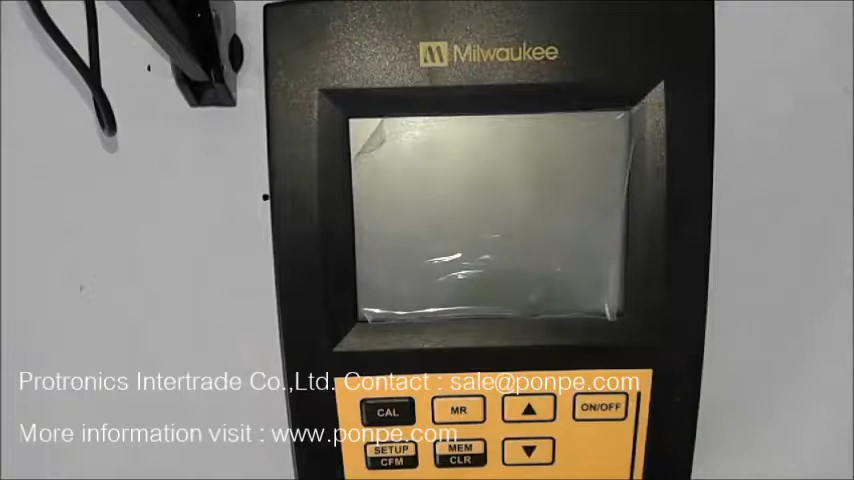 Milwaukee
Protronics Intertrade Co.,Ltd. Contact : sale@ponpe.com
CAL MR ▲ ON/OFF
More information visit : www.ponpe.com
SETUP MEM ▼
CFM CLR